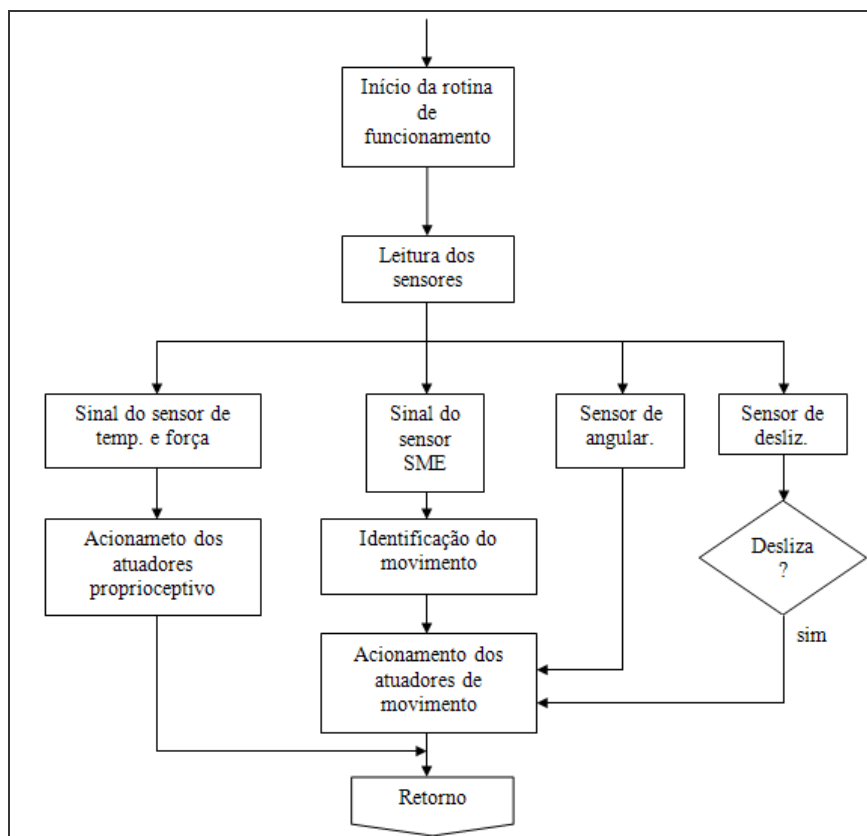 Início da rotina
de
funcionamento
Leitura dos
sensores
Sinal do sensor de
temp. e força
Sinal do
sensor
SME
Sensor de
angular.
Sensor de
desliz.
Acionameto dos
atuadores
proprioceptivo
Identificação do
movimento
Desliza
?
sim
Acionamento dos
atuadores de
movimento
Retorno